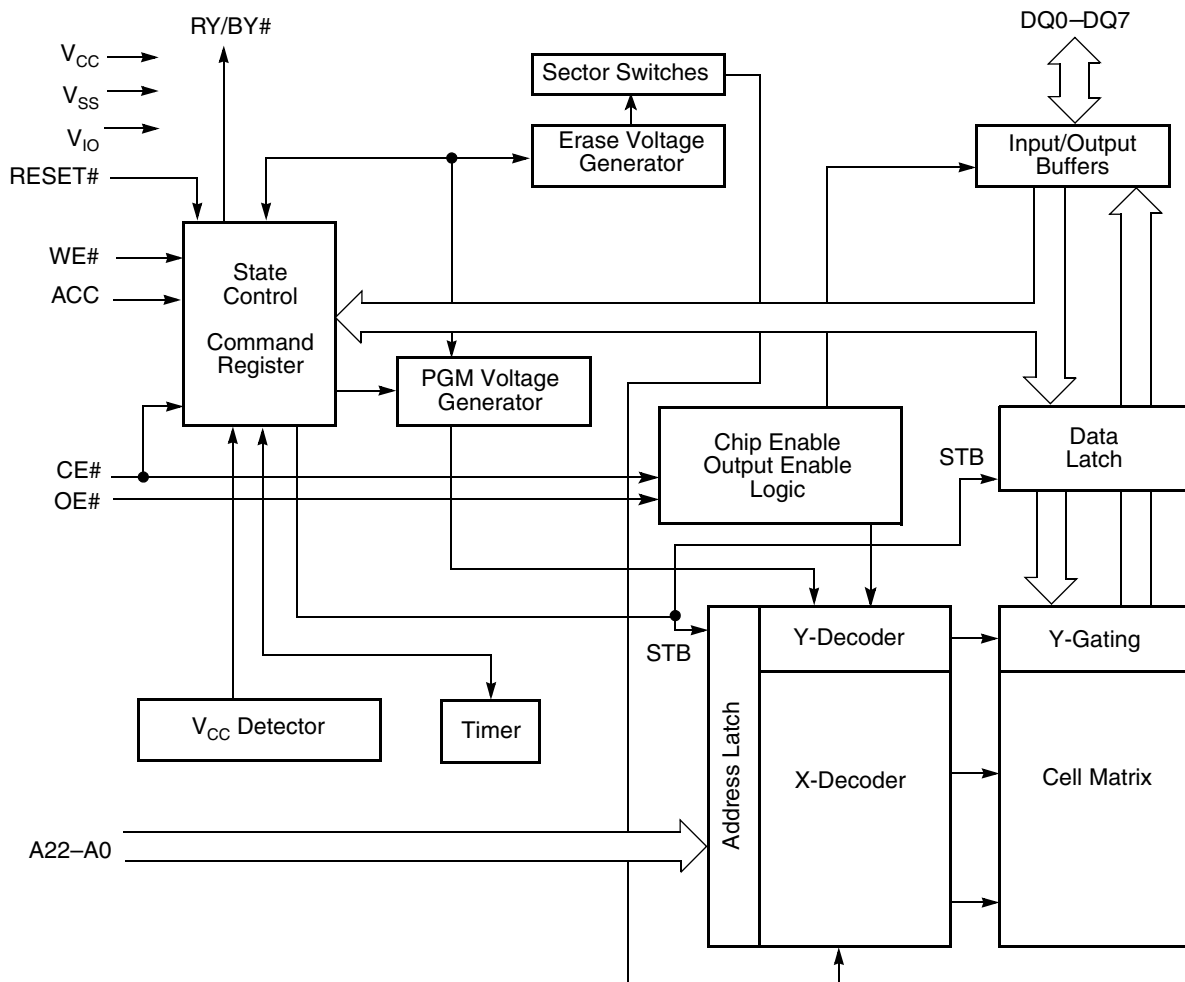 RY/BY#
DQ0–DQ7
VCC
VSS
VIO
RESET#
WE#
ACC
CE#
OE#
A22–A0
Sector Switches
Erase Voltage
Generator
Input/Output
Buffers
State
Control
Command
Register
PGM Voltage
Generator
Chip Enable
Output Enable
Logic
STB
Data
Latch
STB
Y-Decoder
Y-Gating
VCC Detector
Timer
Address Latch
X-Decoder
Cell Matrix